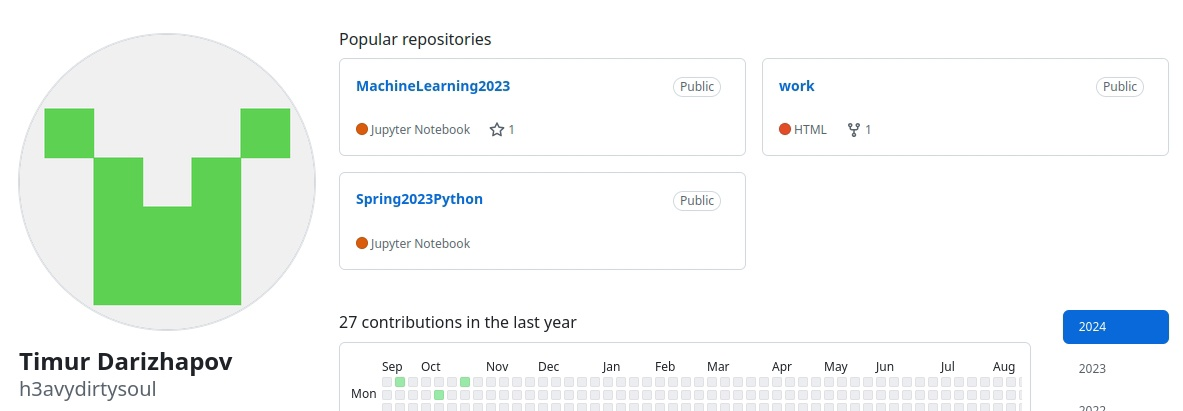 Popular repositories
MachineLearning2023 Public
Jupyter Notebook 1
work Public
HTML 1
Spring2023Python Public
Jupyter Notebook
27 contributions in the last year
2024
2023
2022
Sep Oct Nov Dec Jan Feb Mar Apr May Jun Jul Aug
Mon
Timur Darizhapov
h3avydirtysoul